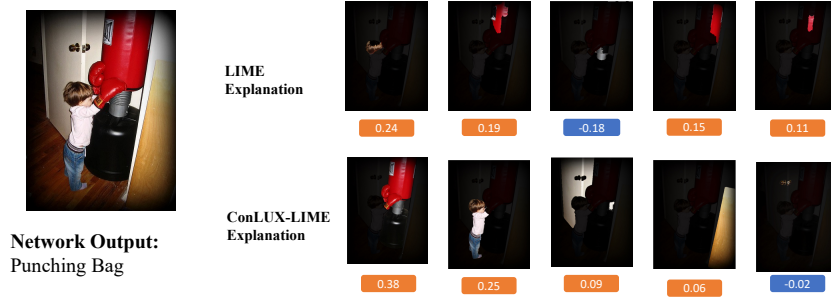 LIME
Explanation
0.24
0.19
-0.18
0.15
0.11
ConLUX-LIME
Explanation
0.38
0.25
0.09
0.06
-0.02
Network Output:
Punching Bag